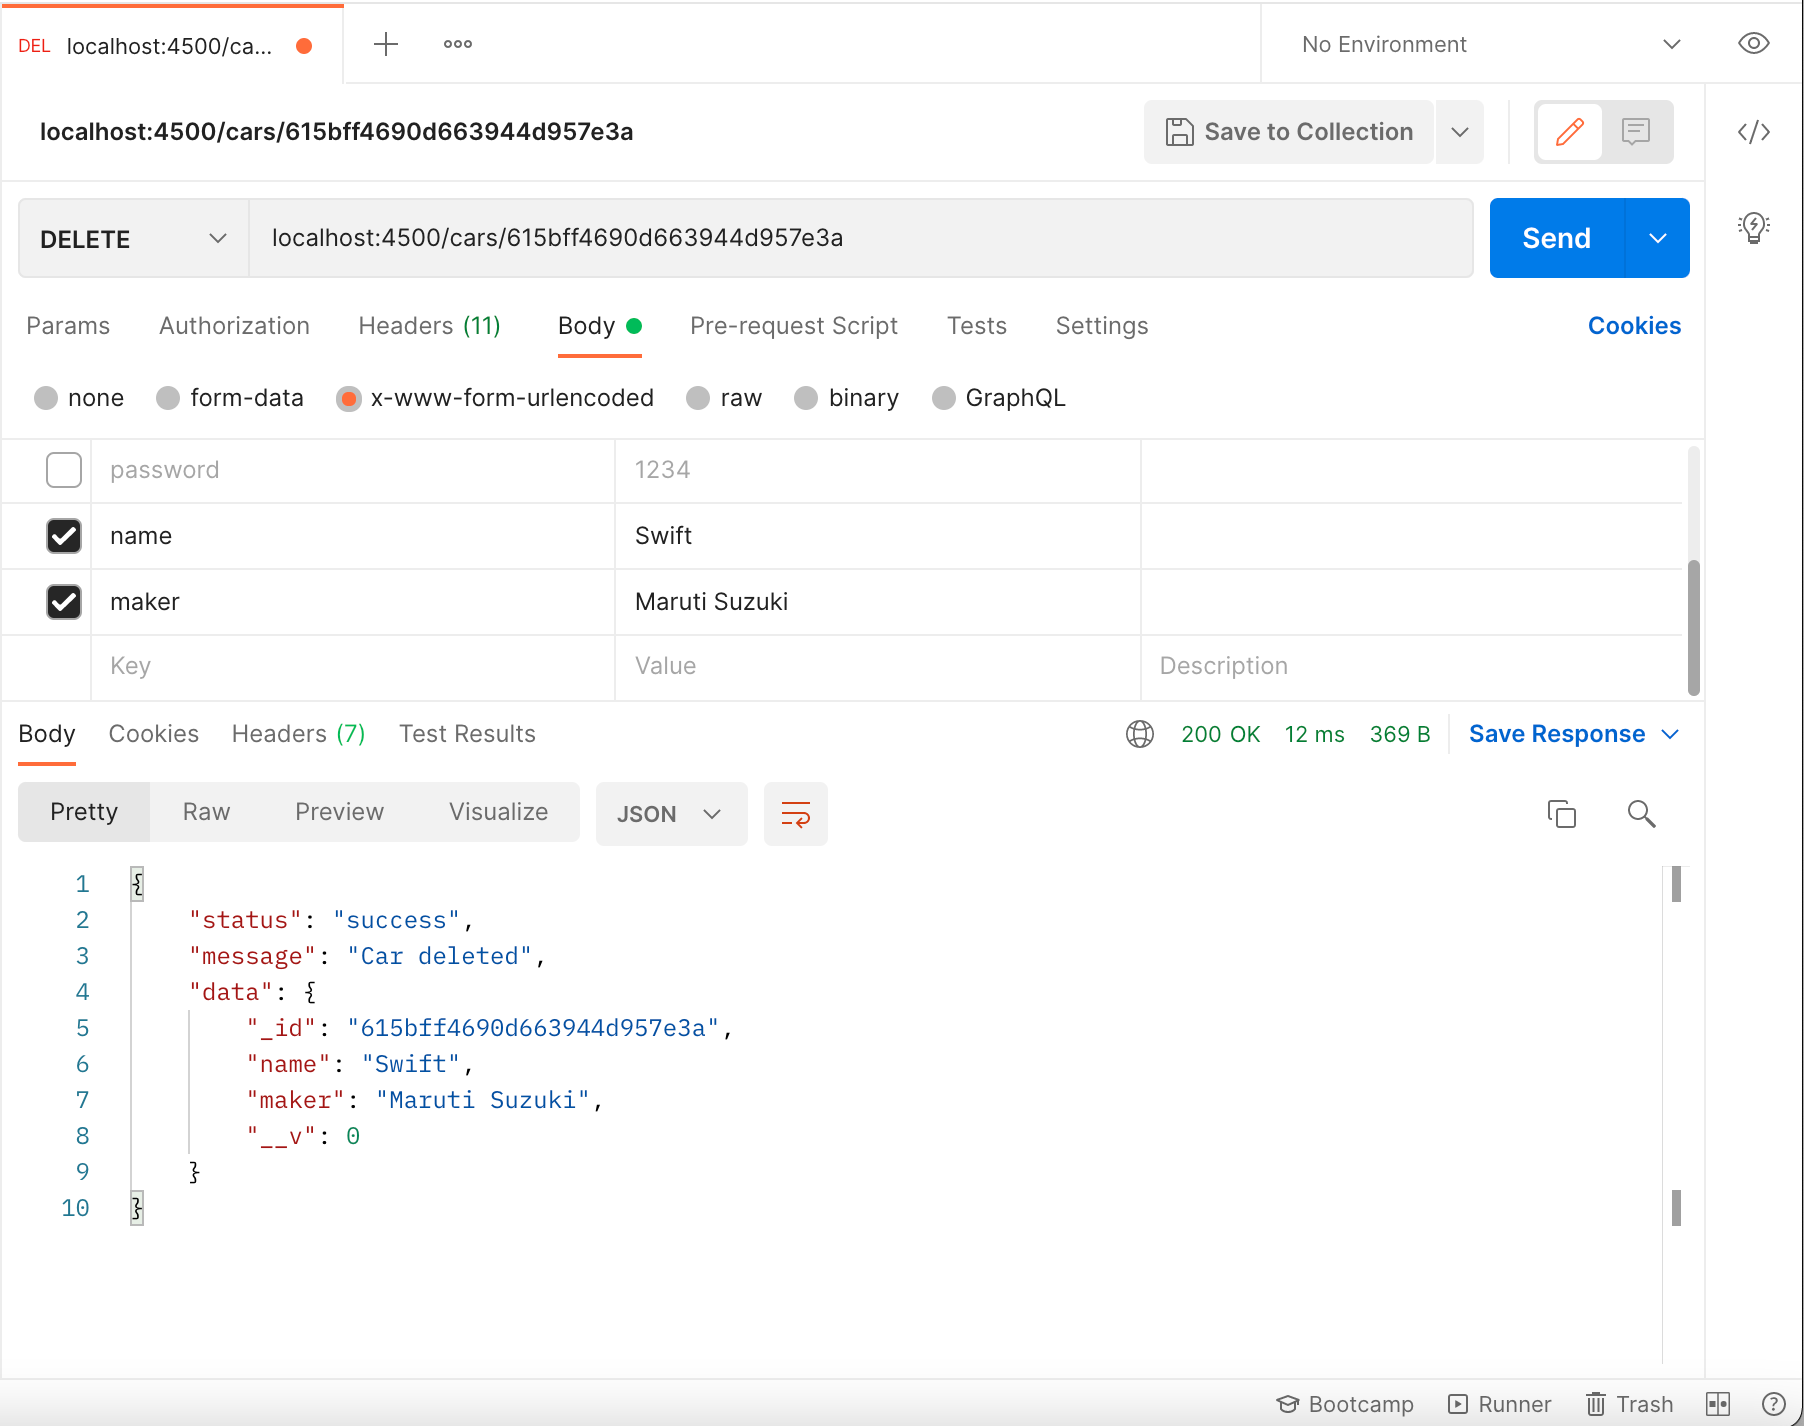 DEL localhost:4500/ca... No Environment
localhost:4500/cars/615bff4690d663944d957e3a Save to Collection
DELETE localhost:4500/cars/615bff4690d663944d957e3a Send
Params Authorization Headers (11) Body Pre-request Script Tests Settings Cookies
none form-data x-www-form-urlencoded raw binary GraphQL
password 1234
name Swift
maker Maruti Suzuki
Key Value Description
Body Cookies Headers (7) Test Results 200 OK 12 ms 369 B Save Response
Pretty Raw Preview Visualize JSON
1 {
2 "status": "success",
3 "message": "Car deleted",
4 "data": {
5 "_id": "615bff4690d663944d957e3a",
6 "name": "Swift",
7 "maker": "Maruti Suzuki",
8 "__v": 0
9 }
10 }
Bootcamp Runner Trash